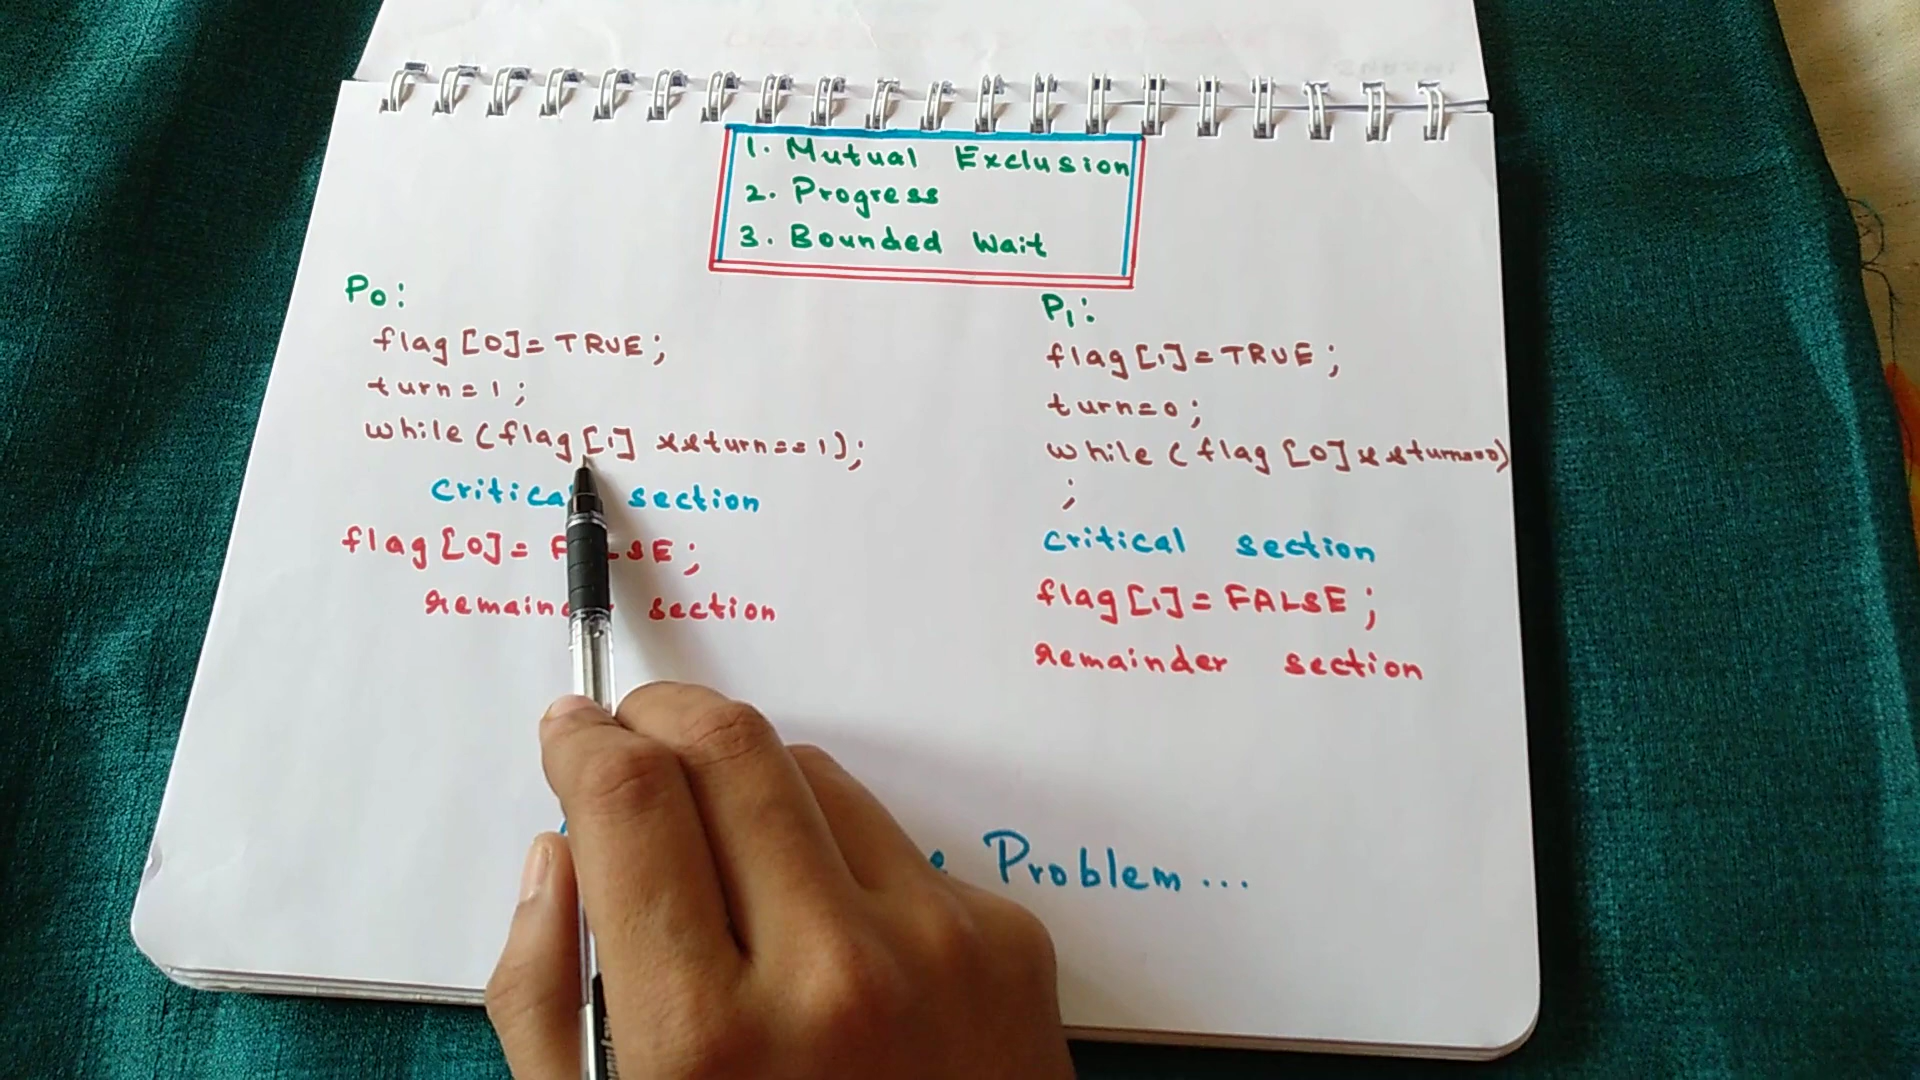 1. Mutual Exclusion
2. Progress
3. Bounded Wait
P0:
flag [0]= TRUE;
turn = 1;
while (flag [1] &&turn==1);
section
flag [0]=
section
P1:
flag [1] = TRUE;
turn=0;
while (flag [0]&&turn==0)
;
critical section
flag [1] = FALSE;
remainder section
Problem...